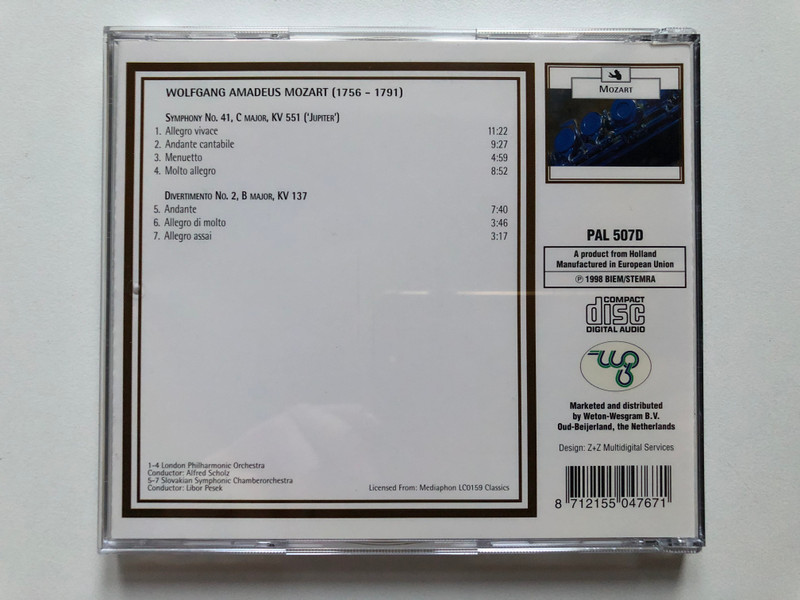 WOLFGANG AMADEUS MOZART (1756 - 1791)
SYMPHONY NO. 41, C MAJOR, KV 551 ('JUPITER')
1. Allegro vivace 11:22
2. Andante cantabile 9:27
3. Menuetto 4:59
4. Molto allegro 8:52
DIVERTIMENTO NO. 2, B MAJOR, KV 137
5. Andante 7:40
6. Allegro di molto 3:46
7. Allegro assai 3:17
1-4 London Philharmonic Orchestra
Conductor: Alfred Scholz
5-7 Slovakian Symphonic Chamberorchestra
Conductor: Libor Pesek
Licensed From: Mediaphon LC0159 Classics
MOZART
PAL 507D
A product from Holland
Manufactured in European Union
℗ 1998 BIEM/STEMRA
COMPACT
disc
DIGITAL AUDIO
Marketed and distributed
by Weton-Wesgram B.V.
Oud-Beijerland, the Netherlands
Design: Z+Z Multidigital Services
8 712155 047671